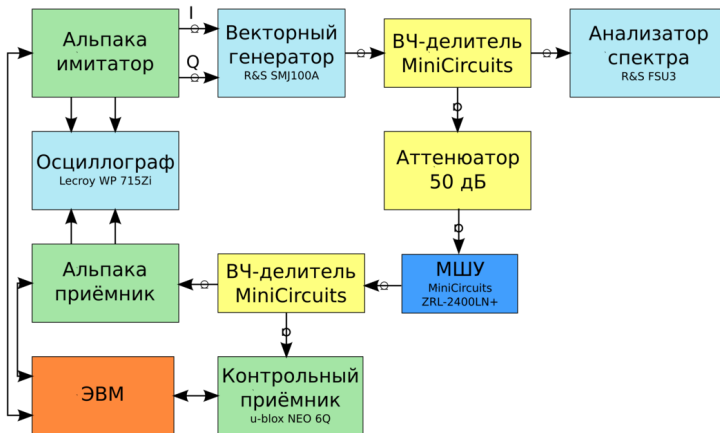 Альпака
имитатор
I
Q
Векторный
генератор
R&S SMJ100A
ВЧ-делитель
MiniCircuits
Анализатор
спектра
R&S FSU3
Осциллограф
Lecroy WP 715Zi
Аттенюатор
50 дБ
Альпака
приёмник
ВЧ-делитель
MiniCircuits
МШУ
MiniCircuits
ZRL-2400LN+
ЭВМ
Контрольный
приёмник
u-blox NEO 6Q